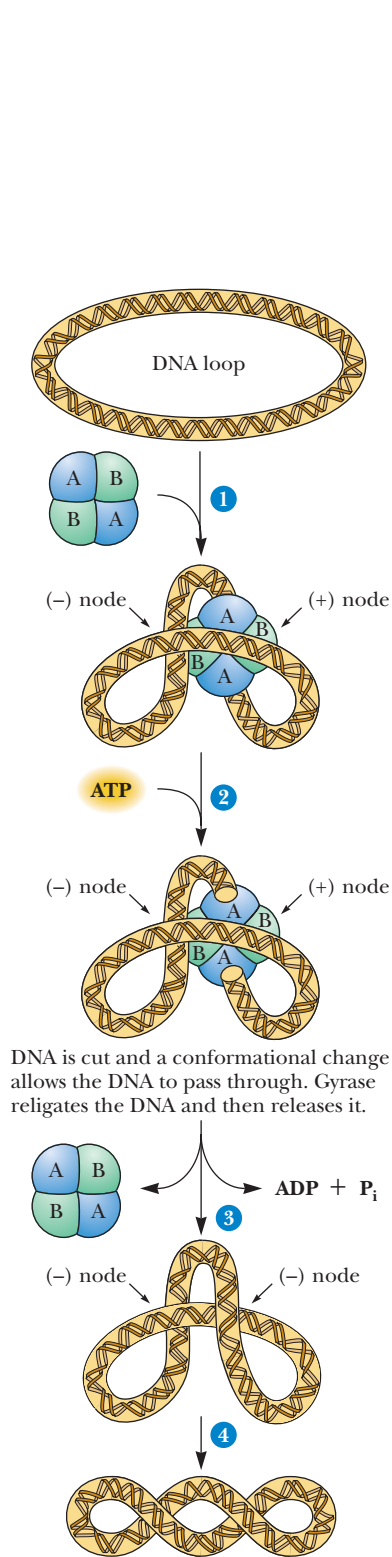 DNA loop
A B
B A
1
(–) node
(+) node
A
B
B
A
ATP
2
(–) node
(+) node
A
B
B
A
DNA is cut and a conformational change
allows the DNA to pass through. Gyrase
religates the DNA and then releases it.
A B
B A
ADP + Pi
3
(–) node
(–) node
4